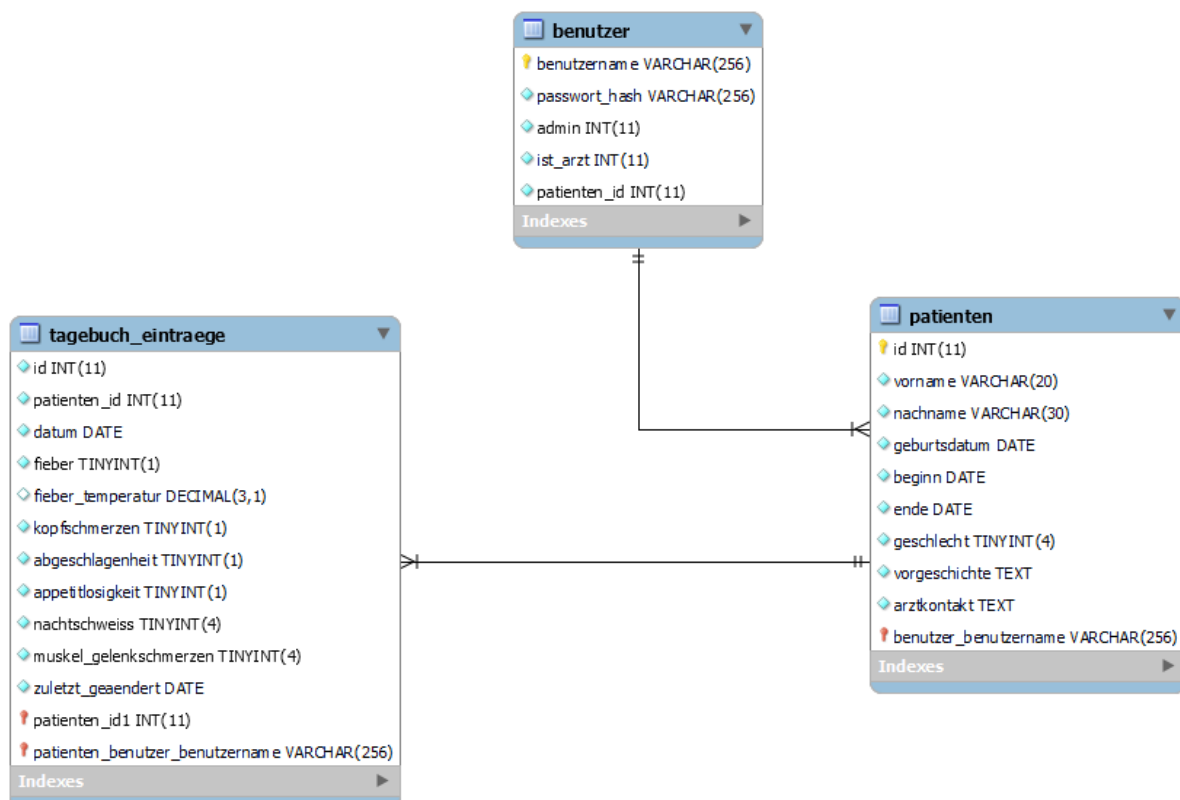 benutzer
benutzername VARCHAR(256)
passwort_hash VARCHAR(256)
admin INT(11)
ist_arzt INT(11)
patienten_id INT(11)
Indexes
tagebuch_eintraege
id INT(11)
patienten_id INT(11)
datum DATE
fieber TINYINT(1)
fieber_temperatur DECIMAL(3,1)
kopfschmerzen TINYINT(1)
abgeschlagenheit TINYINT(1)
appetitlosigkeit TINYINT(1)
nachtschweiss TINYINT(4)
muskel_gelenkschmerzen TINYINT(4)
zuletzt_geaendert DATE
patienten_id1 INT(11)
patienten_benutzer_benutzername VARCHAR(256)
Indexes
patienten
id INT(11)
vorname VARCHAR(20)
nachname VARCHAR(30)
geburtsdatum DATE
beginn DATE
ende DATE
geschlecht TINYINT(4)
vorgeschichte TEXT
arztkontakt TEXT
benutzer_benutzername VARCHAR(256)
Indexes